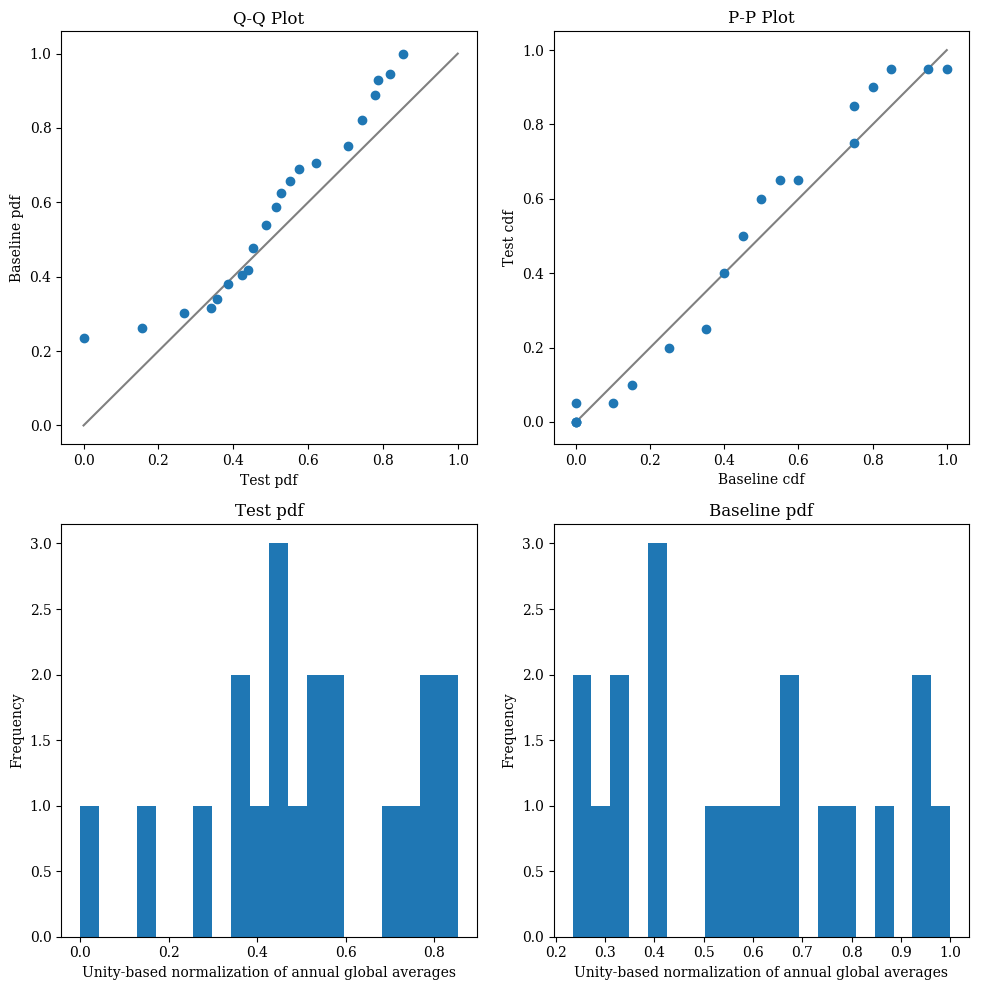 Q-Q Plot
1.0
0.8
0.6
0.4
0.2
0.0
Baseline pdf
0.0 0.2 0.4 0.6 0.8 1.0
Test pdf
P-P Plot
1.0
0.8
0.6
0.4
0.2
0.0
Test cdf
0.0 0.2 0.4 0.6 0.8 1.0
Baseline cdf
Test pdf
3.0
2.5
2.0
1.5
1.0
0.5
0.0
Frequency
0.0 0.2 0.4 0.6 0.8
Unity-based normalization of annual global averages
Baseline pdf
3.0
2.5
2.0
1.5
1.0
0.5
0.0
Frequency
0.2 0.3 0.4 0.5 0.6 0.7 0.8 0.9 1.0
Unity-based normalization of annual global averages